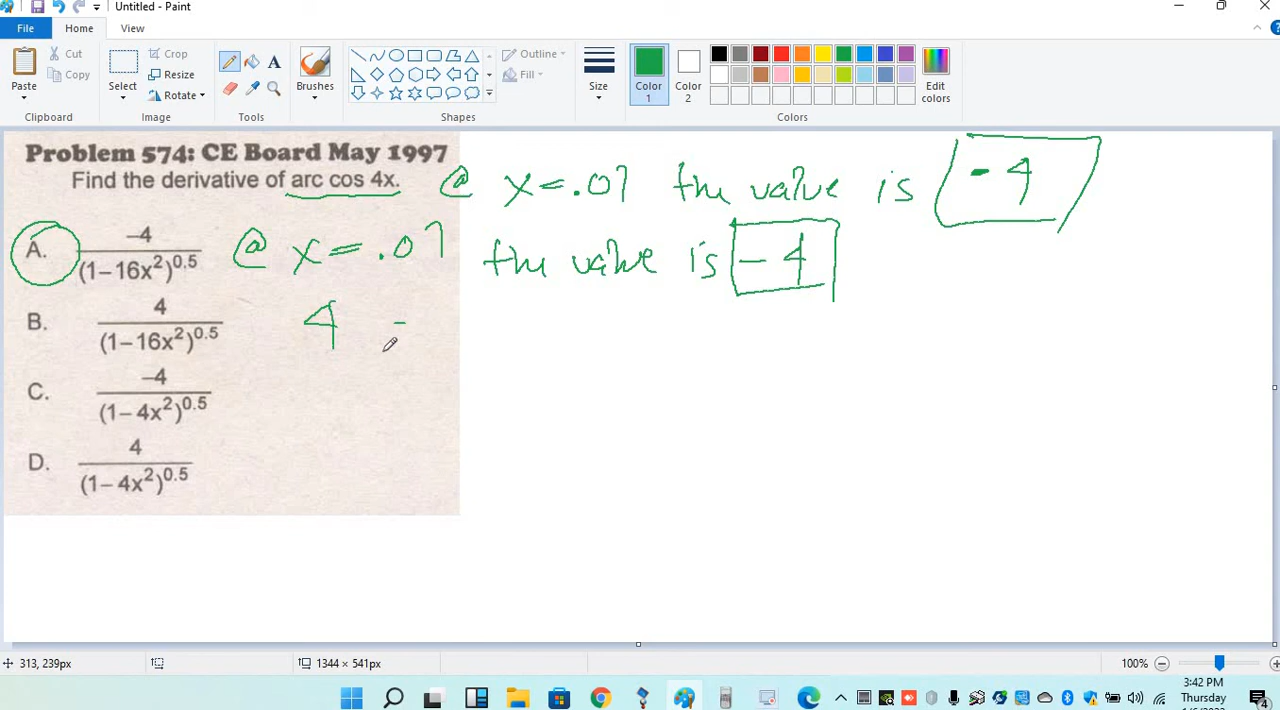 Untitled - Paint
File Home View
Paste
Cut
Copy
Clipboard
Select
Crop
Resize
Rotate
Image
A
Tools
Brushes
Outline
Fill
Shapes
Size
Color 1
Color 2
Edit colors
Colors
Problem 574: CE Board May 1997
Find the derivative of arc cos 4x. @ x=.07 the value is -4
A. -4/(1-16x²)^0.5 @ x=.07 the value is -4
B. 4/(1-16x²)^0.5 4 -
C. -4/(1-4x²)^0.5
D. 4/(1-4x²)^0.5
313, 239px
1344 × 541px
100%
3:42 PM
Thursday
4